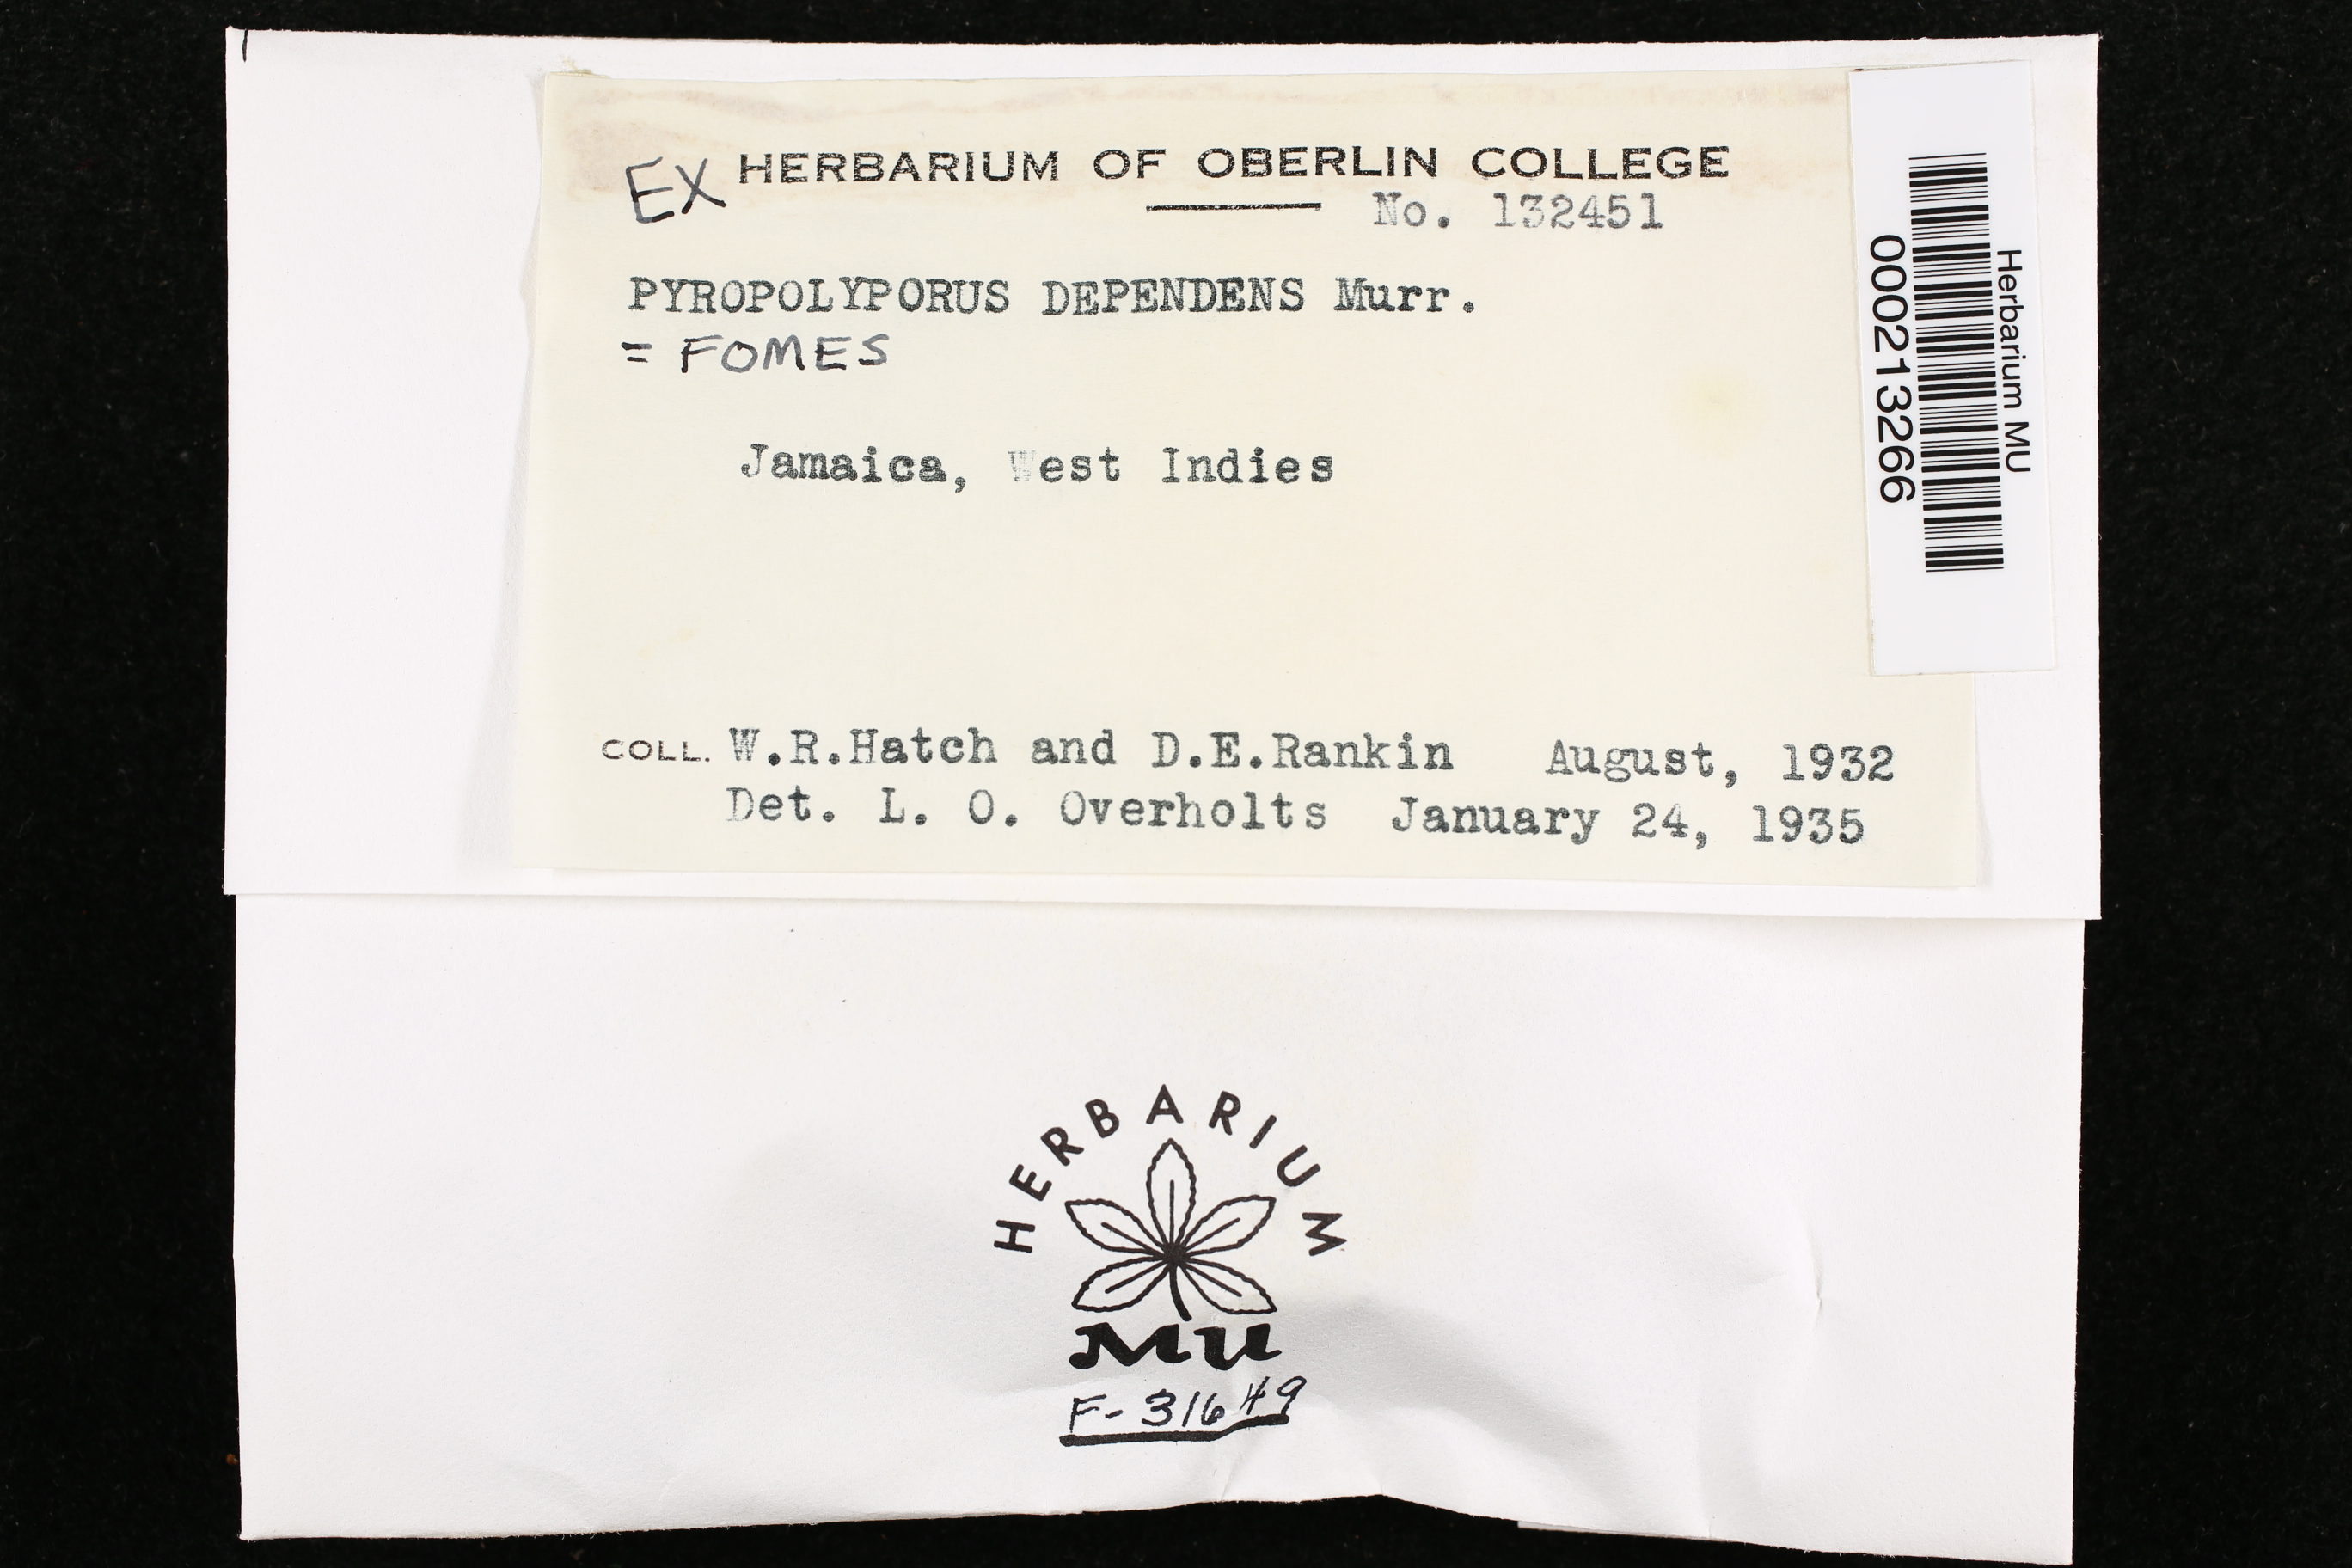 EX HERBARIUM OF OBERLIN COLLEGE
No. 132451
PYROPOLYPORUS DEPENDENS Murr.
= FOMES
Jamaica, West Indies
COLL. W.R.Hatch and D.E.Rankin August, 1932
Det. L. O. Overholts January 24, 1935
Herbarium MU
000213266
HERBARIUM
MU
F-31649